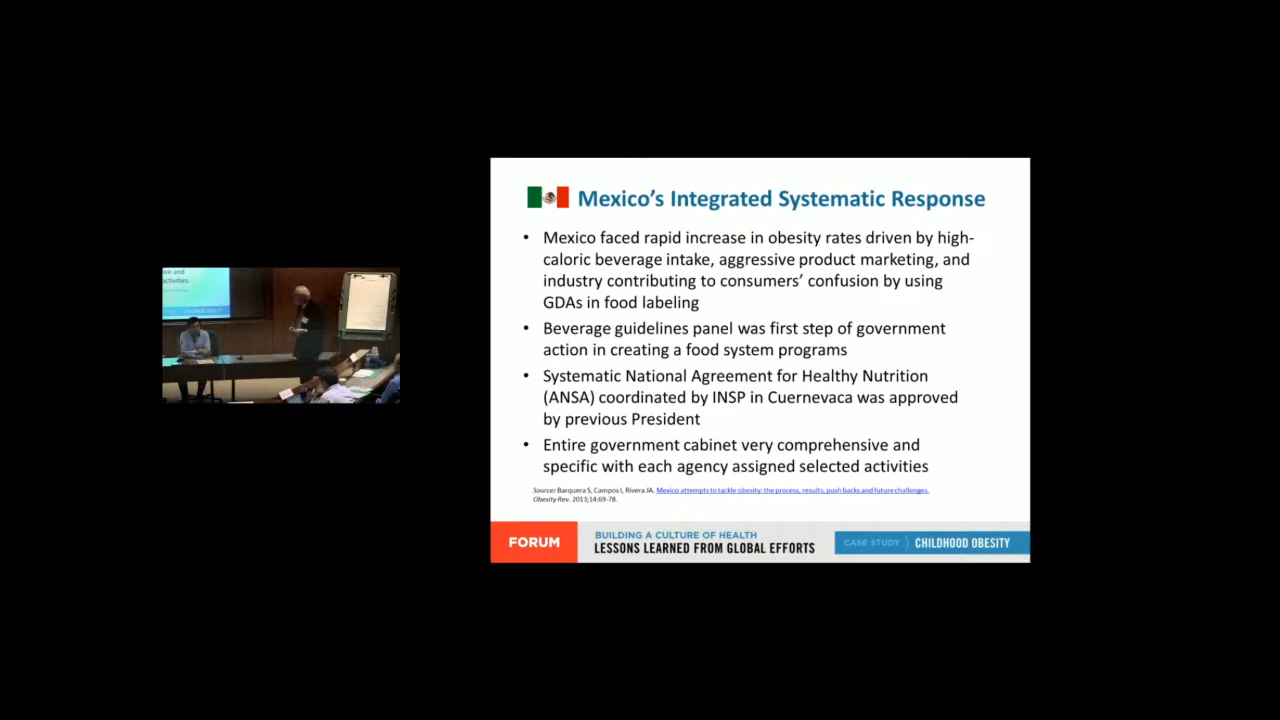 Mexico's Integrated Systematic Response
• Mexico faced rapid increase in obesity rates driven by high-
caloric beverage intake, aggressive product marketing, and
industry contributing to consumers' confusion by using
GDAs in food labeling
• Beverage guidelines panel was first step of government
action in creating a food system programs
• Systematic National Agreement for Healthy Nutrition
(ANSA) coordinated by INSP in Cuernevaca was approved
by previous President
• Entire government cabinet very comprehensive and
specific with each agency assigned selected activities
Source: Barquera S, Campos I, Rivera JA. Mexico attempts to tackle obesity: the process, results, push backs and future challenges.
Obesity Rev. 2013;14:69-78.
FORUM
BUILDING A CULTURE OF HEALTH
LESSONS LEARNED FROM GLOBAL EFFORTS
CASE STUDY 〉 CHILDHOOD OBESITY
ive and
activities